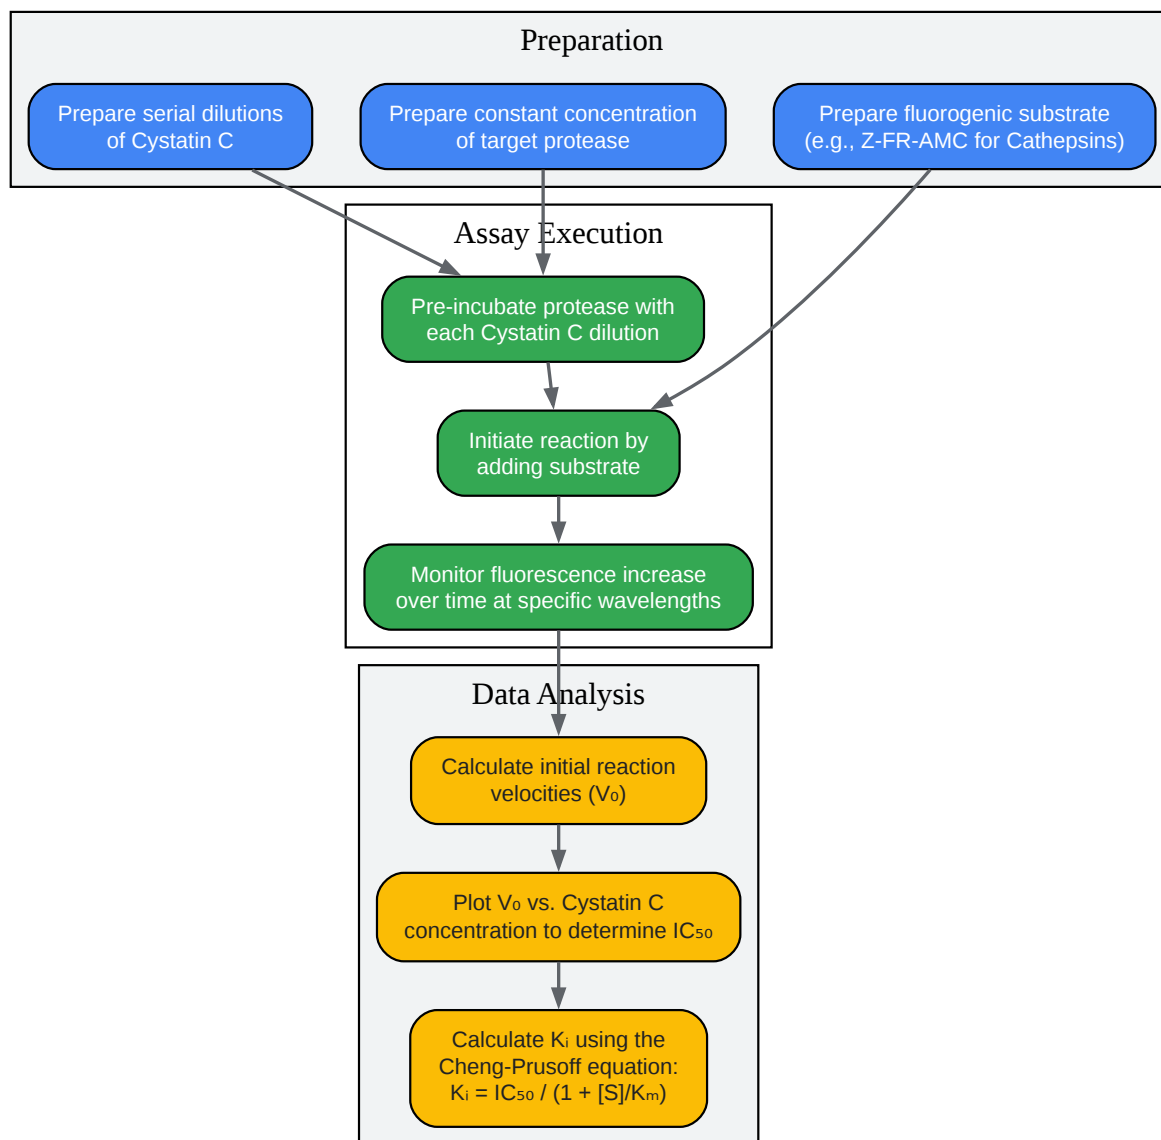 Preparation
Prepare serial dilutions
of Cystatin C
Prepare constant concentration
of target protease
Prepare fluorogenic substrate
(e.g., Z-FR-AMC for Cathepsins)
Assay Execution
Pre-incubate protease with
each Cystatin C dilution
Initiate reaction by
adding substrate
Monitor fluorescence increase
over time at specific wavelengths
Data Analysis
Calculate initial reaction
velocities (V₀)
Plot V₀ vs. Cystatin C
concentration to determine IC₅₀
Calculate Kᵢ using the
Cheng-Prusoff equation:
Kᵢ = IC₅₀ / (1 + [S]/Kₘ)